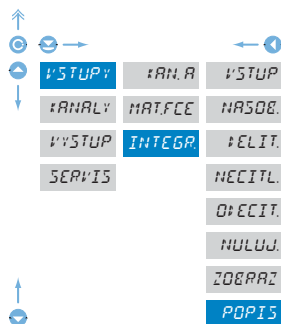 VSTUPY KAN. A VSTUP
KANALY MAT.FCE NASOB.
VYSTUP INTEGR. DELIT.
SERVIS NECITL.
ODECIT.
NULUJ.
ZOBRAZ
POPIS